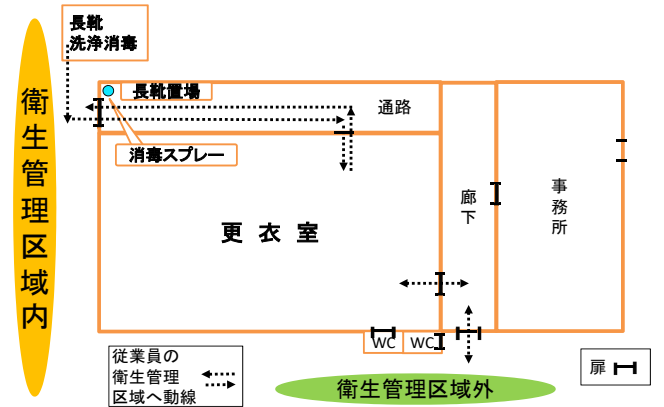 長靴
洗浄消毒
長靴置場
通路
消毒スプレー
衛生管理区域内
更衣室
廊下
事務所
WC
WC
従業員の
衛生管理
区域へ動線
衛生管理区域外
扉